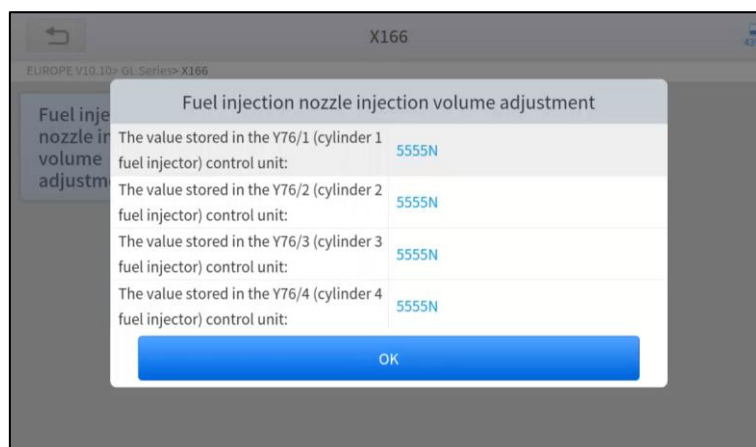 X166
43%
EUROPE V10.10> GL Series> X166
Fuel inje
nozzle in
volume
adjustm
Fuel injection nozzle injection volume adjustment
The value stored in the Y76/1 (cylinder 1
fuel injector) control unit:
5555N
The value stored in the Y76/2 (cylinder 2
fuel injector) control unit:
5555N
The value stored in the Y76/3 (cylinder 3
fuel injector) control unit:
5555N
The value stored in the Y76/4 (cylinder 4
fuel injector) control unit:
5555N
OK